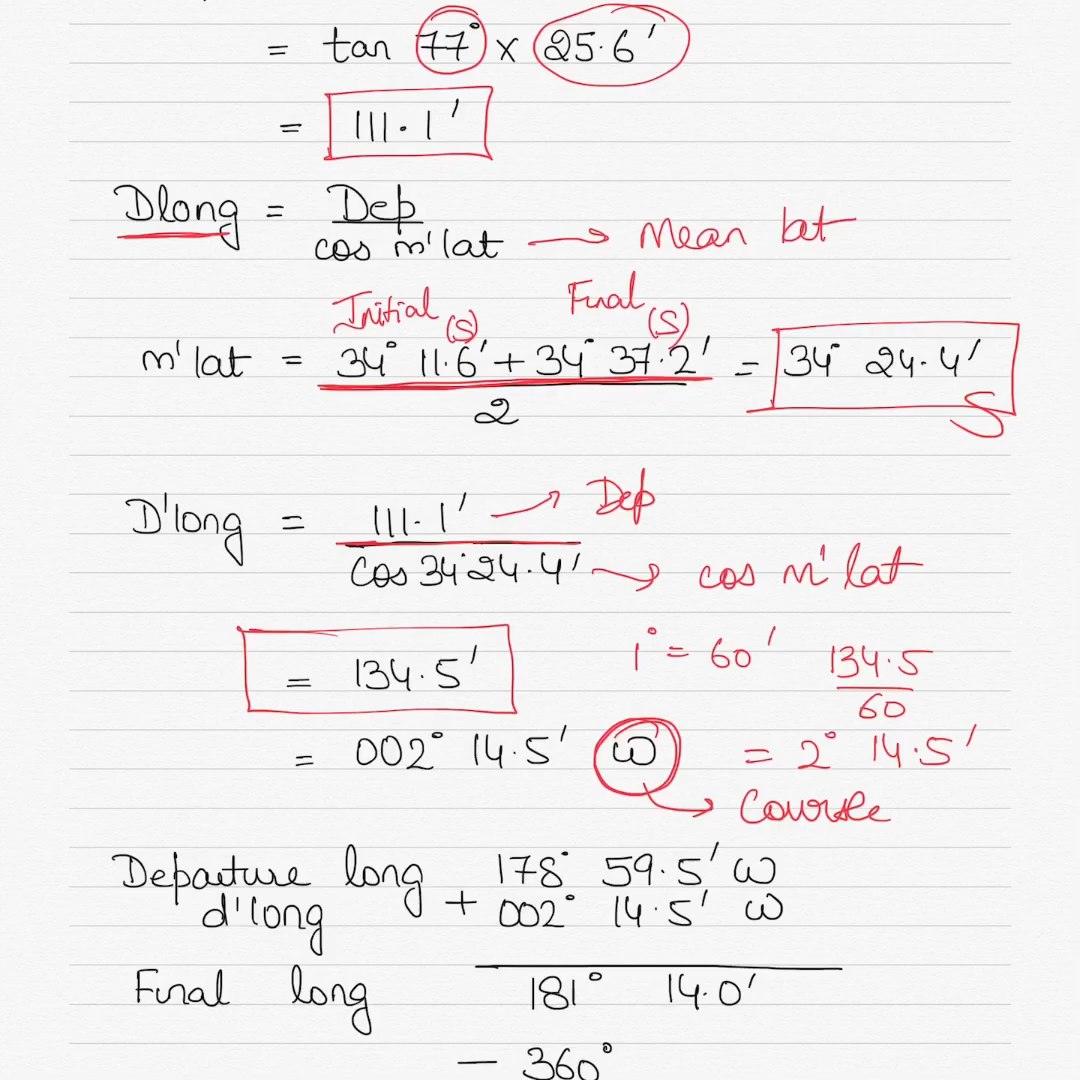 = tan 77° x 25.6'
= 111.1'
Dlong = Dep
cos m'lat → Mean lat
Initial (S) Final (S)
m'lat = 34° 11.6' + 34° 37.2' = 34° 24.4' S
2
D'long = 111.1' → Dep
cos 34°24.4' → cos m'lat
= 134.5' 1° = 60' 134.5
60
= 002° 14.5' W = 2° 14.5'
Course
Departure long 178° 59.5' W
d'long + 002° 14.5' W
Final long 181° 14.0'
— 360°